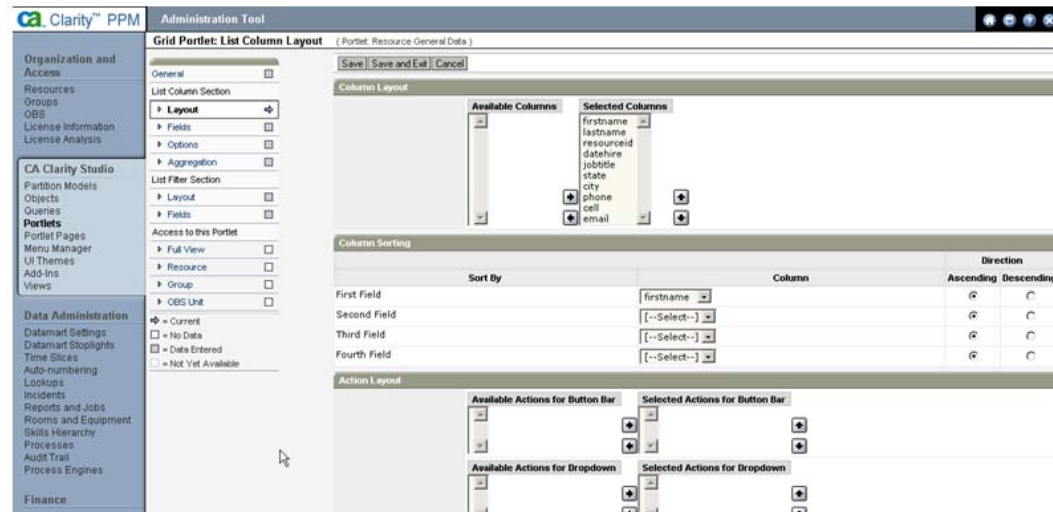 ca Clarity™ PPM
Administration Tool
Grid Portlet: List Column Layout ( Portlet: Resource General Data )
Organization and
Access
Resources
Groups
OBS
License Information
License Analysis
CA Clarity Studio
Partition Models
Objects
Queries
Portlets
Portlet Pages
Menu Manager
UI Themes
Add-Ins
Views
Data Administration
Datamart Settings
Datamart Stoplights
Time Slices
Auto-numbering
Lookups
Incidents
Reports and Jobs
Rooms and Equipment
Skills Hierarchy
Processes
Audit Trail
Process Engines
Finance
General
List Column Section
Layout
Fields
Options
Aggregation
List Filter Section
Layout
Fields
Access to this Portlet
Full View
Resource
Group
OBS Unit
= Current
= No Data
= Data Entered
= Not Yet Available
Save Save and Exit Cancel
Column Layout
Available Columns Selected Columns
firstname
lastname
resourceid
datehire
jobtitle
state
city
phone
cell
email
Column Sorting
Direction
Sort By Column Ascending Descending
First Field firstname
Second Field [--Select--]
Third Field [--Select--]
Fourth Field [--Select--]
Action Layout
Available Actions for Button Bar Selected Actions for Button Bar
Available Actions for Dropdown Selected Actions for Dropdown